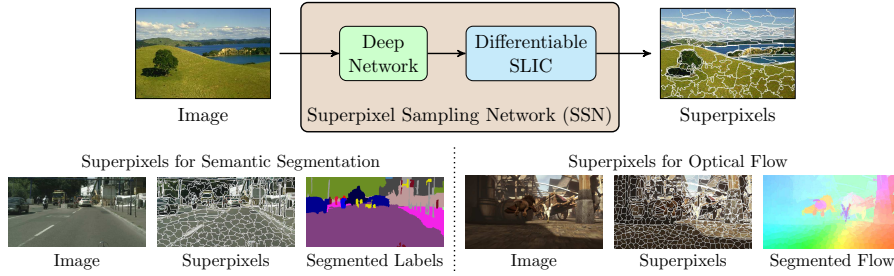 Deep
Network
Differentiable
SLIC
Image
Superpixel Sampling Network (SSN)
Superpixels
Superpixels for Semantic Segmentation
Image
Superpixels
Segmented Labels
Superpixels for Optical Flow
Image
Superpixels
Segmented Flow